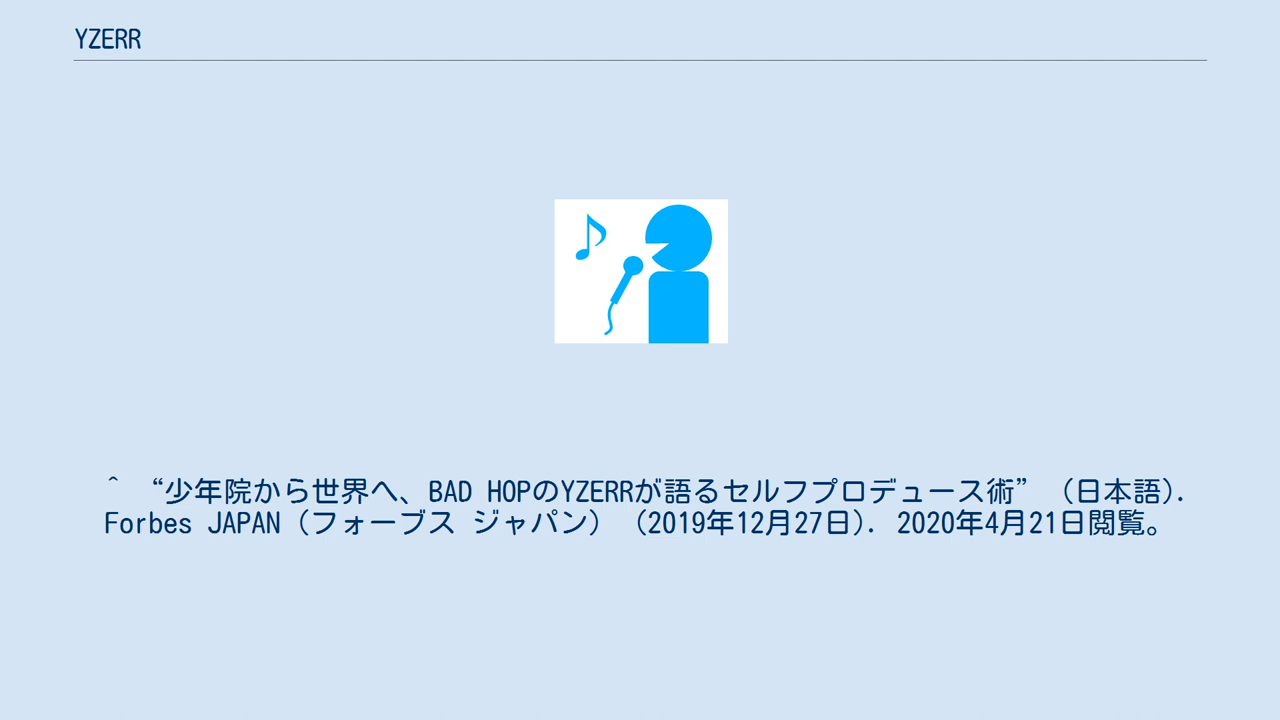 YZERR
^ “少年院から世界へ、BAD HOPのYZERRが語るセルフプロデュース術” (日本語).
Forbes JAPAN（フォーブス ジャパン） (2019年12月27日). 2020年4月21日閲覧。